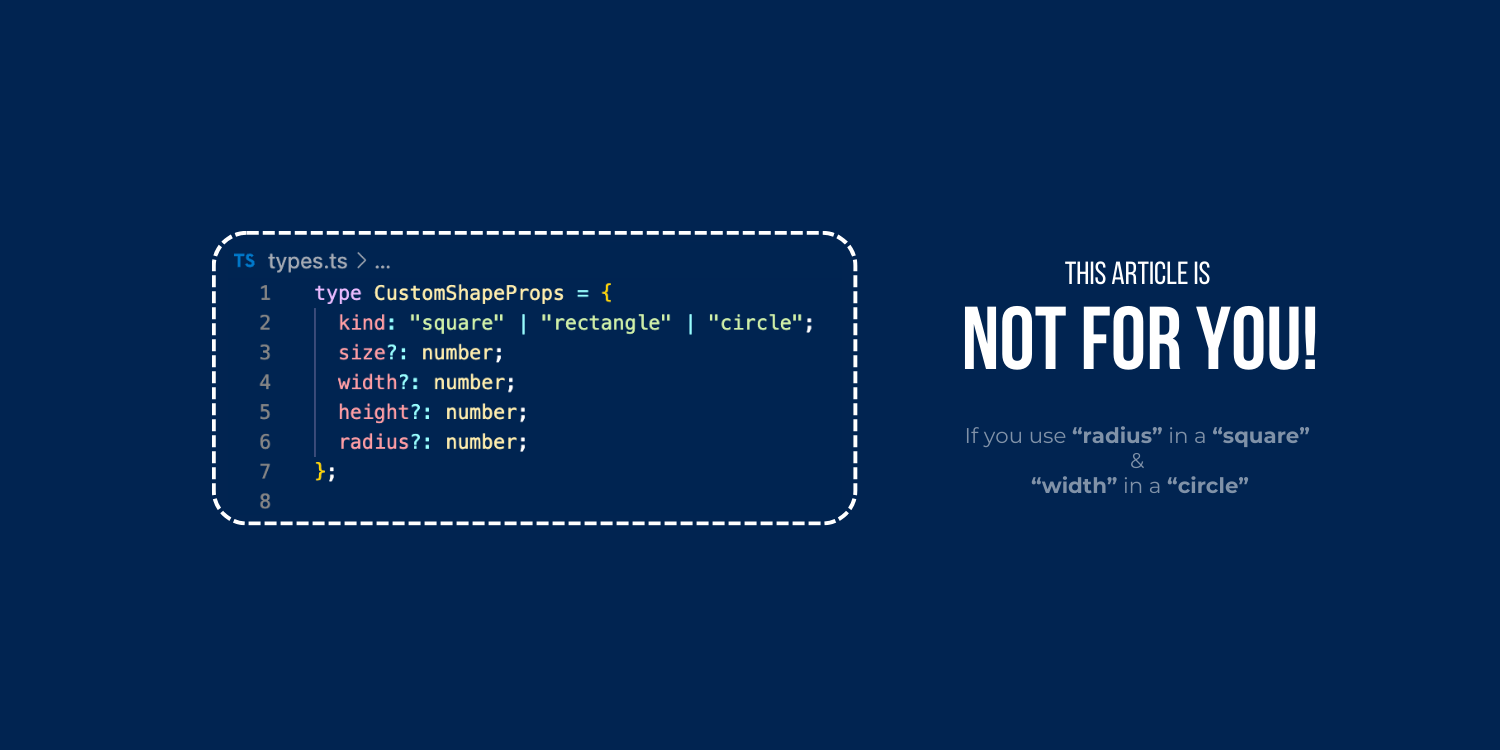 TS types.ts > ...
1 type CustomShapeProps = {
2 kind: "square" | "rectangle" | "circle";
3 size?: number;
4 width?: number;
5 height?: number;
6 radius?: number;
7 };
8
THIS ARTICLE IS
NOT FOR YOU!
If you use “radius” in a “square”
&
“width” in a “circle”